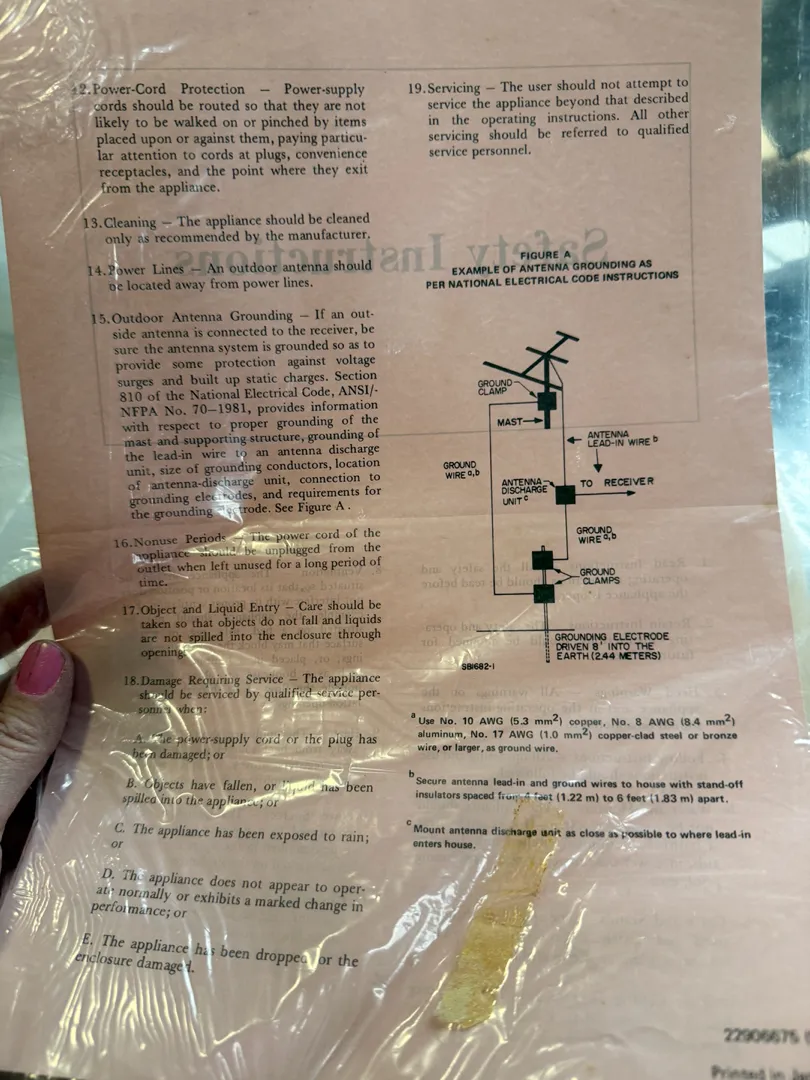 12. Power-Cord Protection — Power-supply
cords should be routed so that they are not
likely to be walked on or pinched by items
placed upon or against them, paying particu-
lar attention to cords at plugs, convenience
receptacles, and the point where they exit
from the appliance.
13. Cleaning — The appliance should be cleaned
only as recommended by the manufacturer.
14. Power Lines — An outdoor antenna should
be located away from power lines.
15. Outdoor Antenna Grounding — If an out-
side antenna is connected to the receiver, be
sure the antenna system is grounded so as to
provide some protection against voltage
surges and built up static charges. Section
810 of the National Electrical Code, ANSI/-
NFPA No. 70—1981, provides information
with respect to proper grounding of the
mast and supporting structure, grounding of
the lead-in wire to an antenna discharge
unit, size of grounding conductors, location
of antenna-discharge unit, connection to
grounding electrodes, and requirements for
the grounding electrode. See Figure A.
16. Nonuse Periods — The power cord of the
appliance should be unplugged from the
outlet when left unused for a long period of
time.
17. Object and Liquid Entry — Care should be
taken so that objects do not fall and liquids
are not spilled into the enclosure through
openings.
18. Damage Requiring Service — The appliance
should be serviced by qualified service per-
sonnel when:
A. The power-supply cord or the plug has
been damaged; or
B. Objects have fallen, or liquid has been
spilled into the appliance; or
C. The appliance has been exposed to rain;
or
D. The appliance does not appear to oper-
ate normally or exhibits a marked change in
performance; or
E. The appliance has been dropped, or the
enclosure damaged.
19. Servicing — The user should not attempt to
service the appliance beyond that described
in the operating instructions. All other
servicing should be referred to qualified
service personnel.
Safety Instructions
FIGURE A
EXAMPLE OF ANTENNA GROUNDING AS
PER NATIONAL ELECTRICAL CODE INSTRUCTIONS
GROUND
CLAMP
MAST
ANTENNA
LEAD-IN WIRE b
GROUND
WIRE a,b
ANTENNA
DISCHARGE
UNIT c
TO RECEIVER
GROUND
WIRE a,b
GROUND
CLAMPS
GROUNDING ELECTRODE
DRIVEN 8' INTO THE
EARTH (2.44 METERS)
SB1682-1
a Use No. 10 AWG (5.3 mm²) copper, No. 8 AWG (8.4 mm²)
aluminum, No. 17 AWG (1.0 mm²) copper-clad steel or bronze
wire, or larger, as ground wire.
b Secure antenna lead-in and ground wires to house with stand-off
insulators spaced from 4 feet (1.22 m) to 6 feet (1.83 m) apart.
c Mount antenna discharge unit as close as possible to where lead-in
enters house.
22906675
Printed in